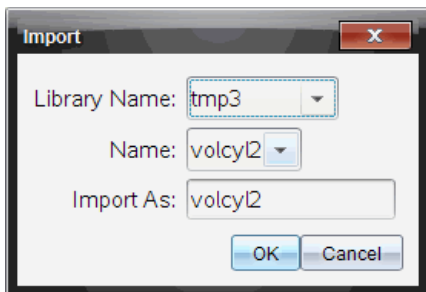 Import
Library Name: tmp3
Name: volcyl2
Import As: volcyl2
OK Cancel